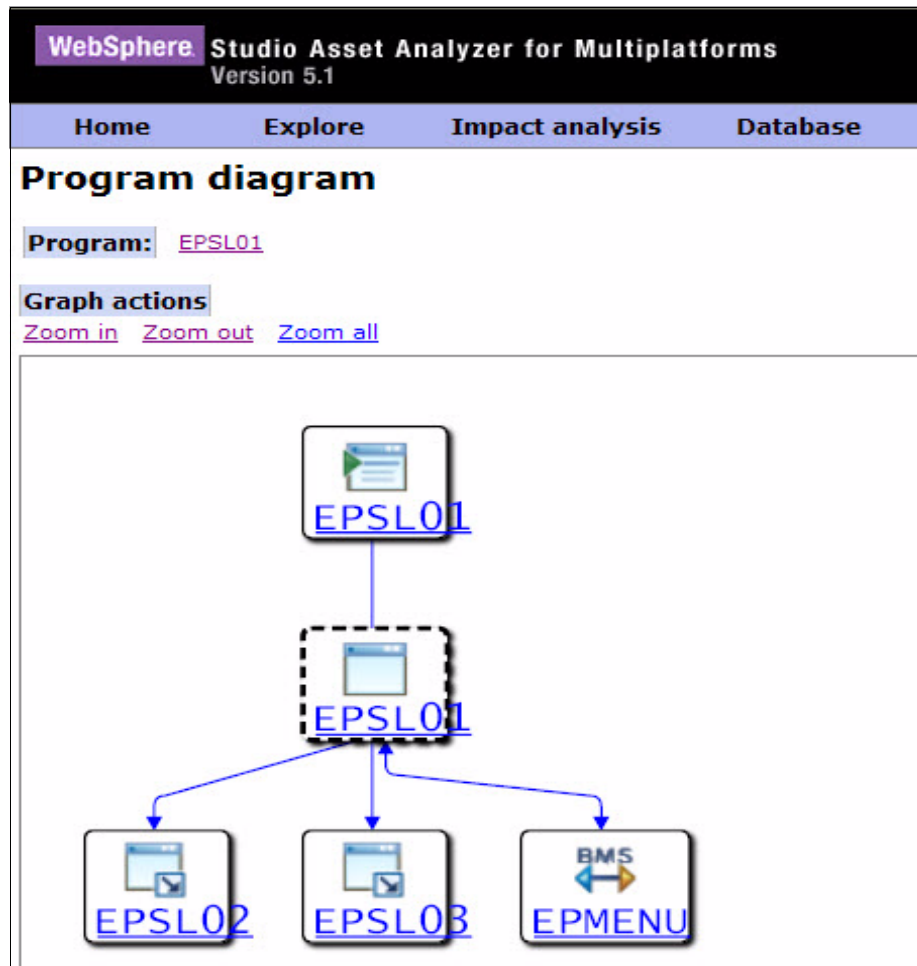 WebSphere. Studio Asset Analyzer for Multiplatforms
Version 5.1
Home Explore Impact analysis Database
Program diagram
Program: EPSL01
Graph actions
Zoom in Zoom out Zoom all
EPSL01
EPSL01
BMS
EPSL02 EPSL03 EPMENU